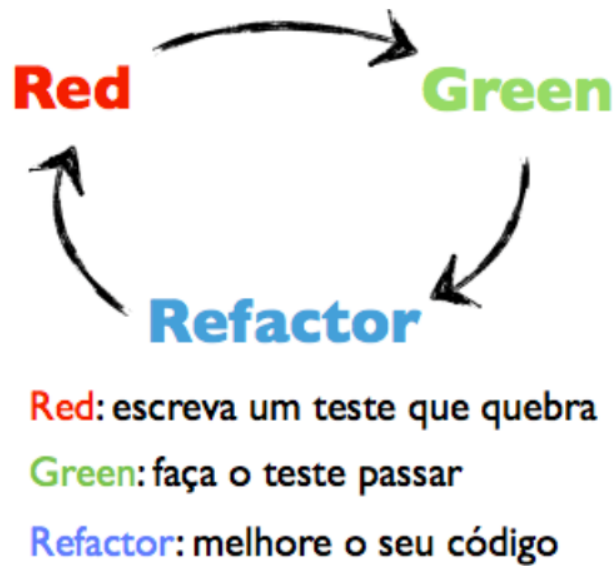 Red
Green
Refactor
Red: escreva um teste que quebra
Green: faça o teste passar
Refactor: melhore o seu código